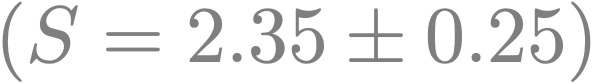 (S = 2.35 ± 0.25)